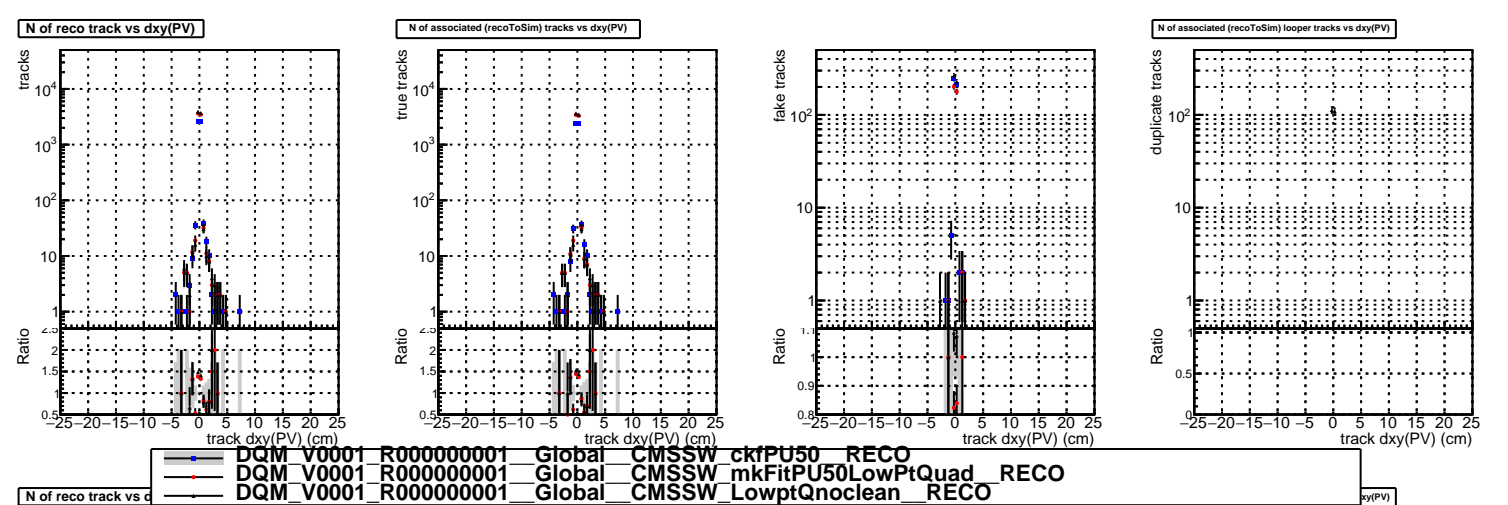 N of reco track vs dxy(PV)
N of associated (recoToSim) tracks vs dxy(PV)
N of associated (recoToSim) looper tracks vs dxy(PV)
tracks
10⁴
10³
10²
10
1
Ratio
2.5
2
1.5
1
0.5
−25 −20 −15 −10 −5 0 5 10 15 20 25
track dxy(PV) (cm)
true tracks
10⁴
10³
10²
10
1
Ratio
2.5
2
1.5
1
0.5
−25 −20 −15 −10 −5 0 5 10 15 20 25
track dxy(PV) (cm)
fake tracks
10²
10
1
Ratio
1.1
1
0.9
0.8
−25 −20 −15 −10 −5 0 5 10 15 20 25
track dxy(PV) (cm)
duplicate tracks
10²
10
1
Ratio
1
0.5
0
−25 −20 −15 −10 −5 0 5 10 15 20 25
track dxy(PV) (cm)
DQM_V0001_R000000001__Global__CMSSW_ckfPU50__RECO
DQM_V0001_R000000001__Global__CMSSW_mkFitPU50LowPtQuad__RECO
DQM_V0001_R000000001__Global__CMSSW_LowptQnoclean__RECO
N of reco track vs d
xy(PV)